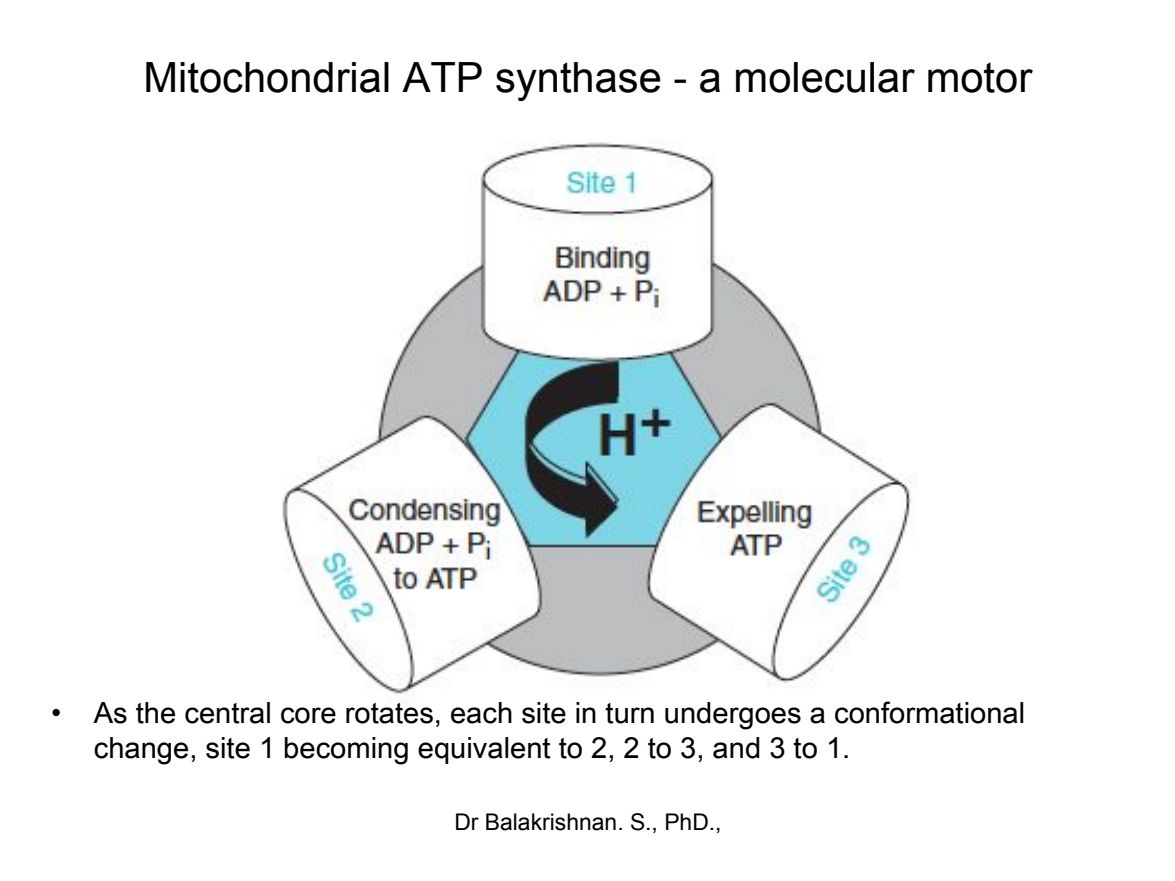 Mitochondrial ATP synthase - a molecular motor
Site 1
Binding
ADP + Pi
H+
Condensing
ADP + Pi
to ATP
Site 2
Expelling
ATP
Site 3
• As the central core rotates, each site in turn undergoes a conformational
change, site 1 becoming equivalent to 2, 2 to 3, and 3 to 1.
Dr Balakrishnan. S., PhD.,